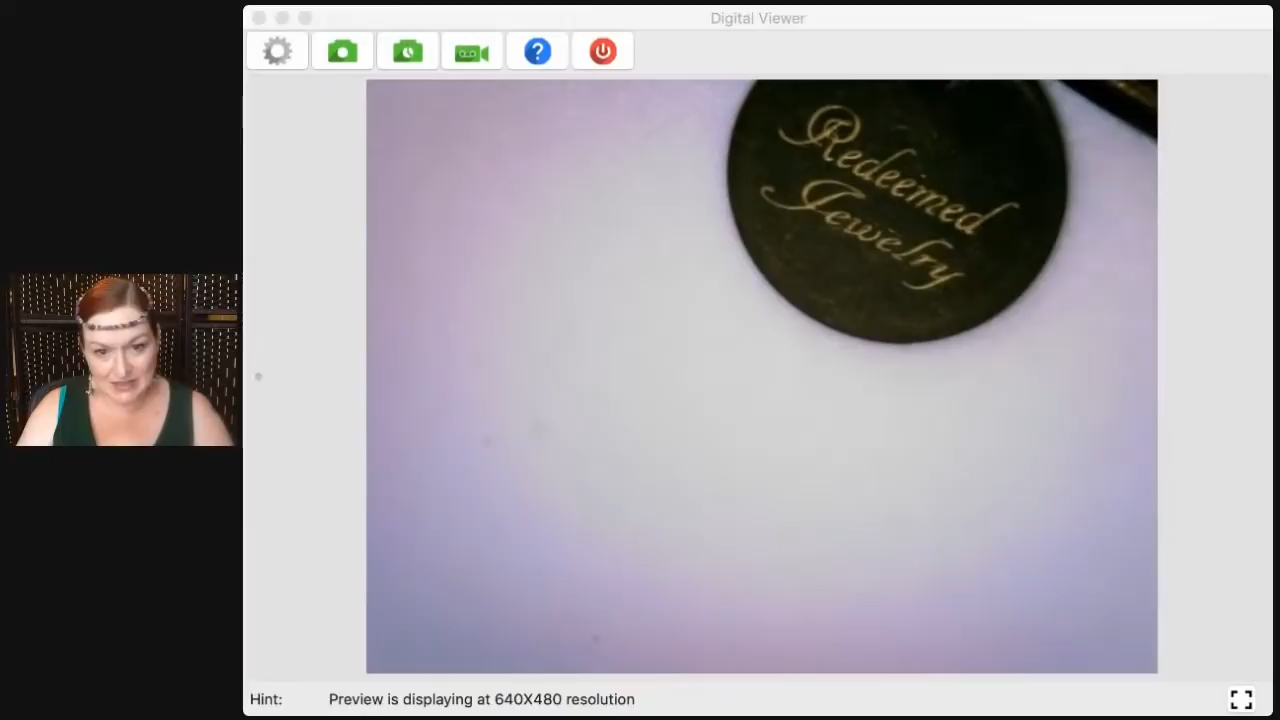 Digital Viewer
?
Redeemed
Jewelry
Hint: Preview is displaying at 640X480 resolution